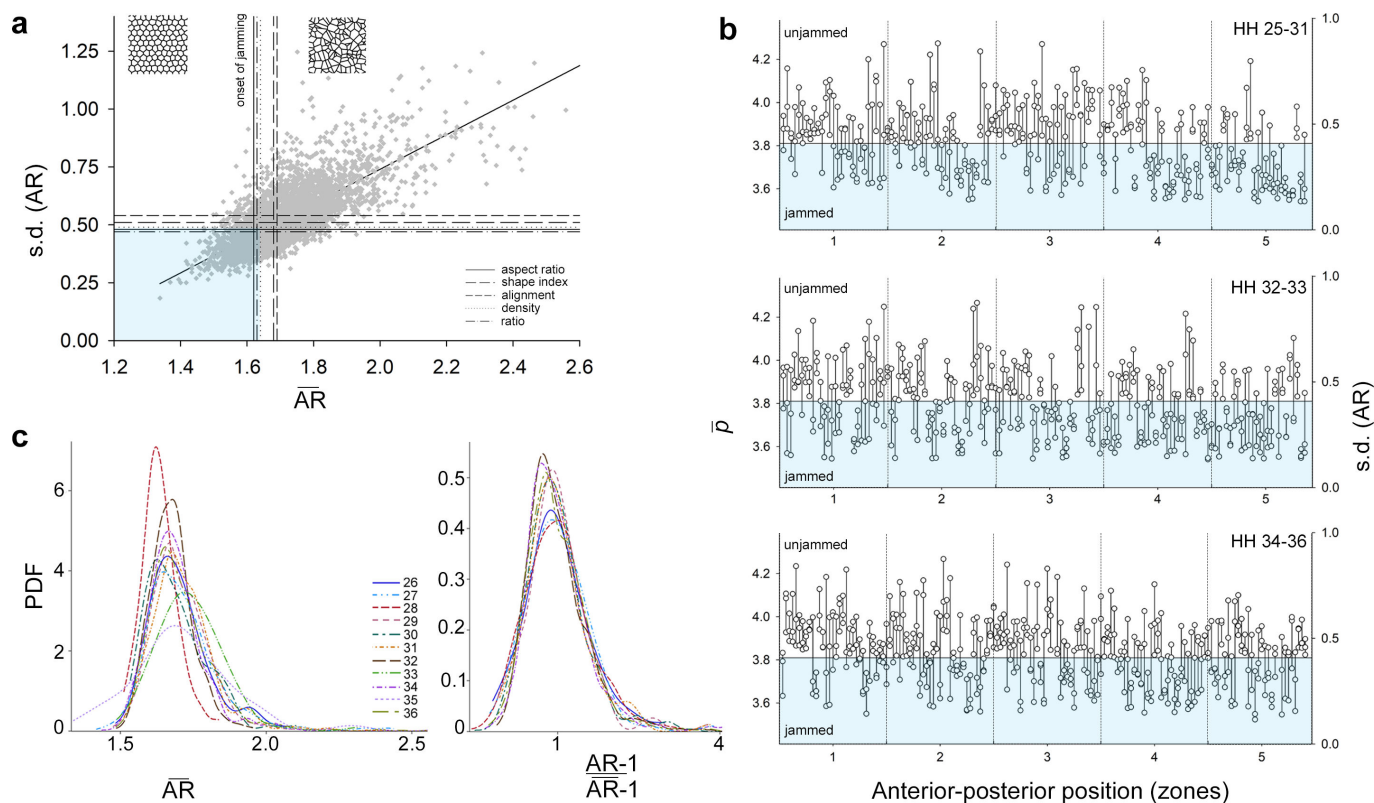 a
s.d. (AR)
1.25
1.00
0.75
0.50
0.25
0.00
onset of jamming
aspect ratio
shape index
alignment
density
ratio
1.2 1.4 1.6 1.8 2.0 2.2 2.4 2.6
AR
b
p
s.d. (AR)
HH 25-31
unjammed
jammed
4.2
4.0
3.8
3.6
1.0
0.5
0.0
1 2 3 4 5
HH 32-33
unjammed
jammed
4.2
4.0
3.8
3.6
1.0
0.5
0.0
1 2 3 4 5
HH 34-36
unjammed
jammed
4.2
4.0
3.8
3.6
1.0
0.5
0.0
1 2 3 4 5
Anterior-posterior position (zones)
c
PDF
6
4
2
0
1.5 2.0 2.5
AR
26
27
28
29
30
31
32
33
34
35
36
0.5
0.4
0.3
0.2
0.1
0
1 4
AR-1
AR-1